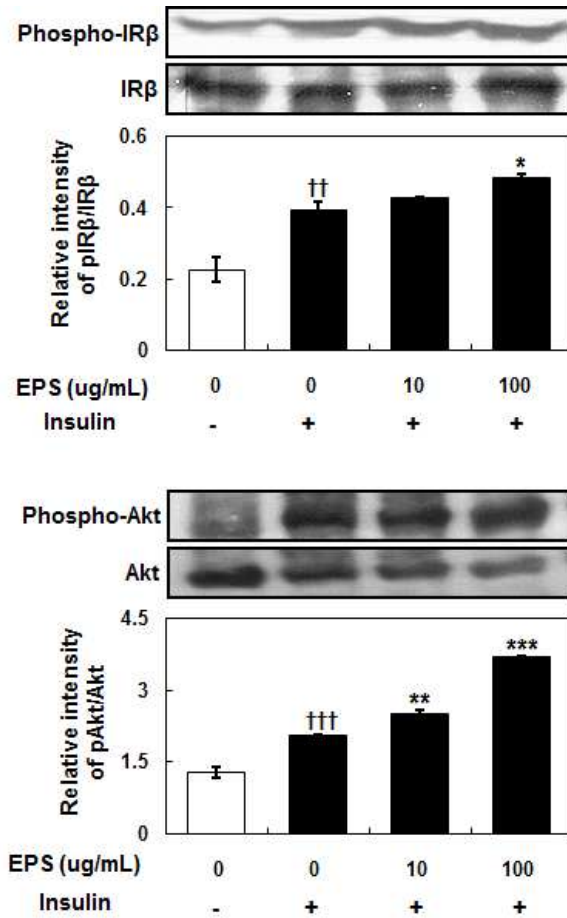 Phospho-IRβ
IRβ
Relative intensity
of pIRβ/IRβ
0.6
0.4
0.2
0
††
*
EPS (ug/mL) 0 0 10 100
Insulin - + + +
Phospho-Akt
Akt
Relative intensity
of pAkt/Akt
4.5
3
1.5
0
†††
**
***
EPS (ug/mL) 0 0 10 100
Insulin - + + +